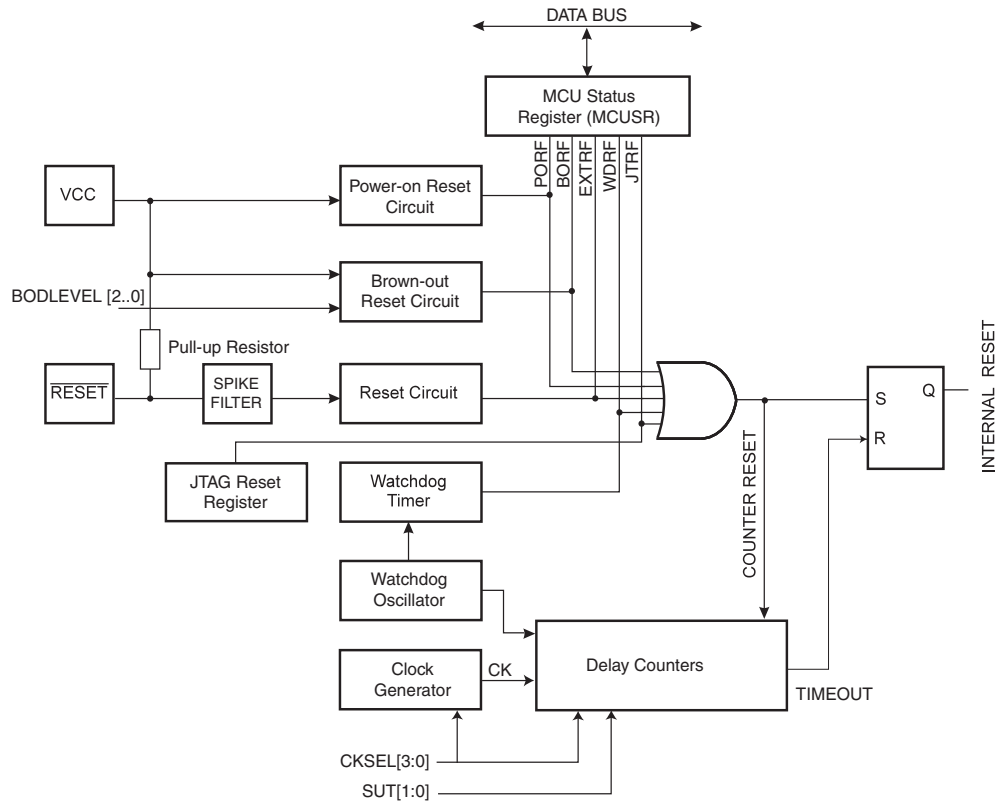 DATA BUS
MCU Status
Register (MCUSR)
PORF
BORF
EXTRF
WDRF
JTRF
VCC
Power-on Reset
Circuit
BODLEVEL [2..0]
Brown-out
Reset Circuit
Pull-up Resistor
RESET
SPIKE
FILTER
Reset Circuit
S
Q
R
INTERNAL RESET
JTAG Reset
Register
Watchdog
Timer
COUNTER RESET
Watchdog
Oscillator
Clock
Generator
CK
Delay Counters
TIMEOUT
CKSEL[3:0]
SUT[1:0]